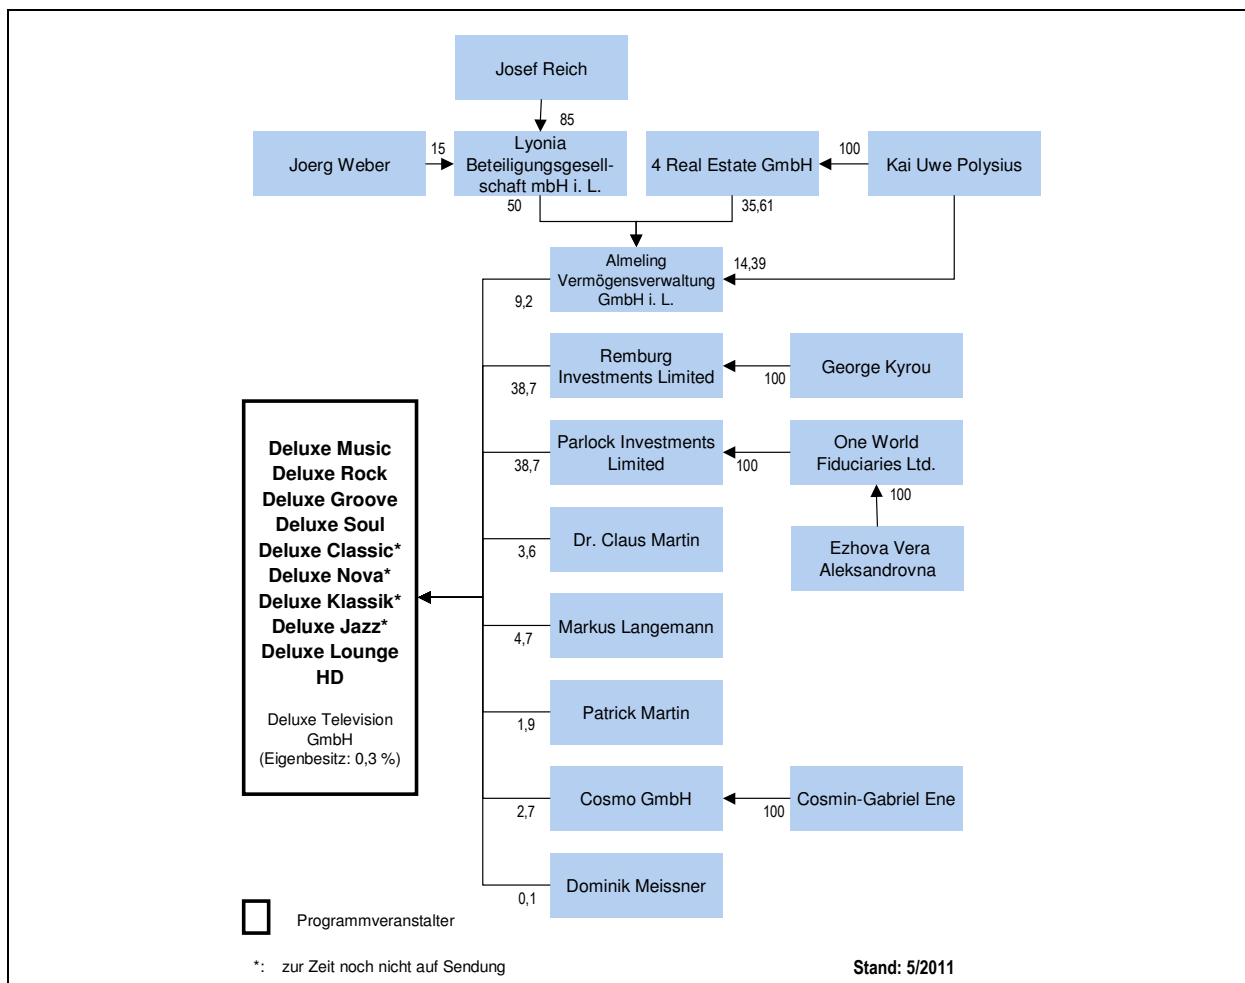 Josef Reich
85
Joerg Weber
15
Lyonia
Beteiligungsgesell-
schaft mbH i. L.
4 Real Estate GmbH
100
Kai Uwe Polysius
50
35,61
Almeling
Vermögensverwaltung
GmbH i. L.
14,39
9,2
Remburg
Investments Limited
100
George Kyrou
38,7
Parlock Investments
Limited
100
One World
Fiduciaries Ltd.
38,7
100
Ezhova Vera
Aleksandrovna
Dr. Claus Martin
3,6
Markus Langemann
4,7
Patrick Martin
1,9
Cosmo GmbH
100
Cosmin-Gabriel Ene
2,7
Dominik Meissner
0,1
Deluxe Music
Deluxe Rock
Deluxe Groove
Deluxe Soul
Deluxe Classic*
Deluxe Nova*
Deluxe Klassik*
Deluxe Jazz*
Deluxe Lounge
HD
Deluxe Television
GmbH
(Eigenbesitz: 0,3 %)
Programmveranstalter
*: zur Zeit noch nicht auf Sendung
Stand: 5/2011